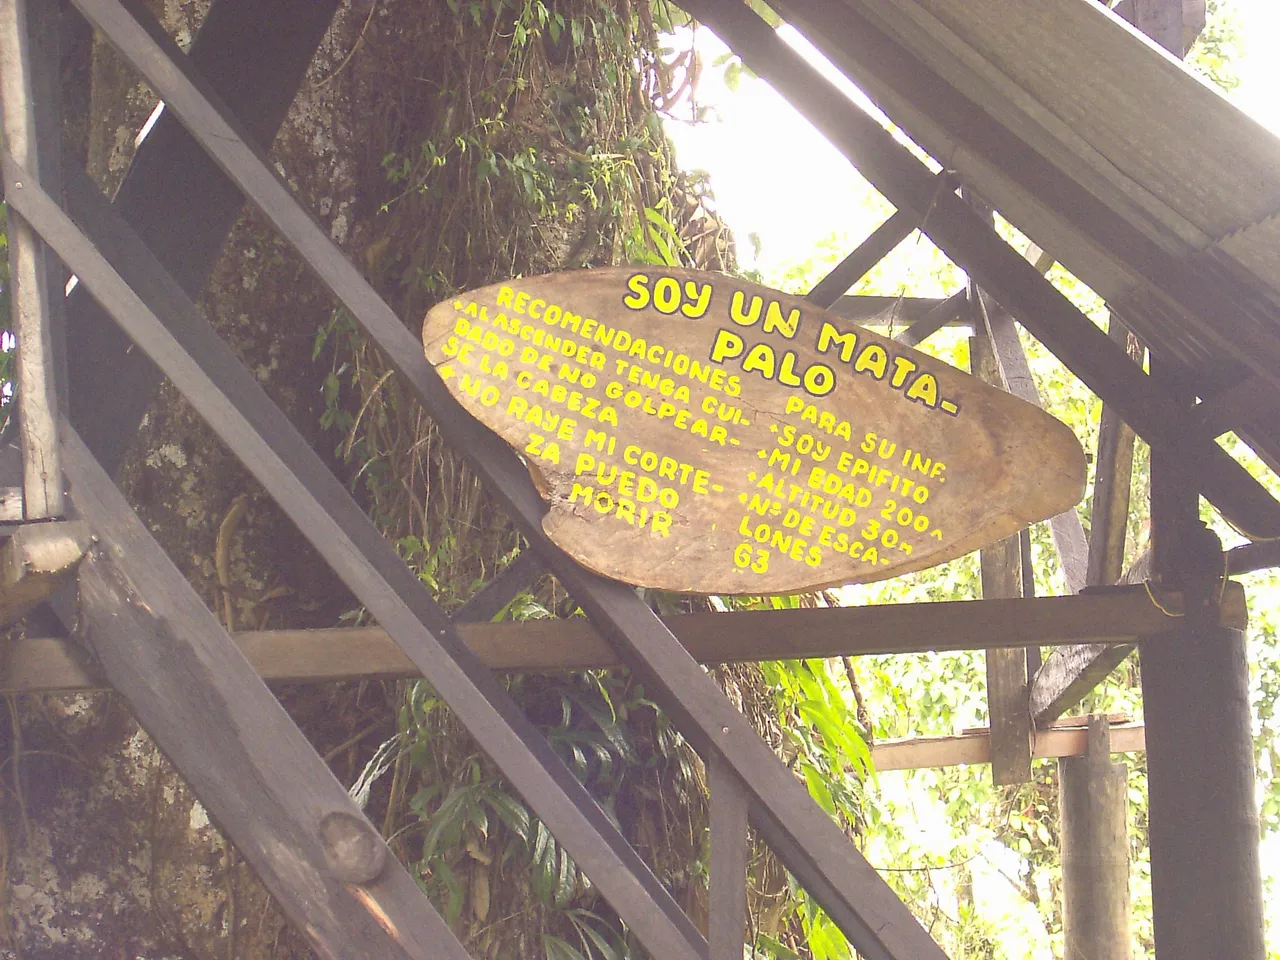 SOY UN MATA-
PALO
RECOMENDACIONES
+AL ASCENDER TENGA CUI-
DADO DE NO GOLPEAR-
SE LA CABEZA
+NO RAYE MI CORTE-
ZA PUEDO
MORIR
PARA SU INF.
+SOY EPIFITO
+MI EDAD 200^
+ALTITUD 30m
+Nº DE ESCA-
LONES
63